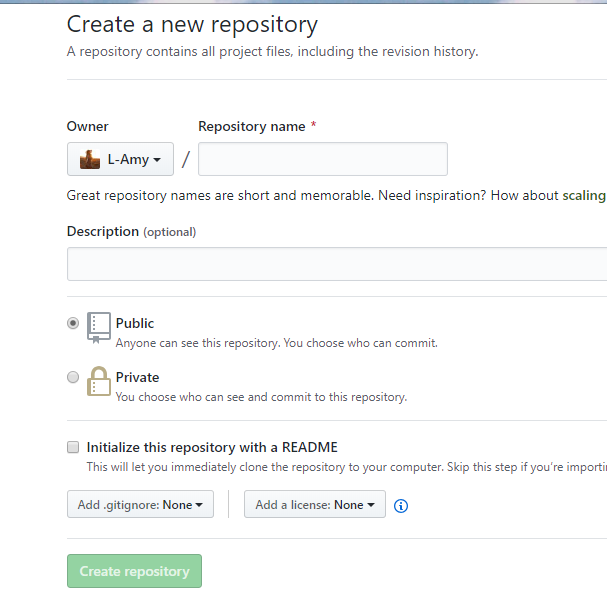 Create a new repository
A repository contains all project files, including the revision history.
Owner Repository name *
L-Amy /
Great repository names are short and memorable. Need inspiration? How about scaling
Description (optional)
Public
Anyone can see this repository. You choose who can commit.
Private
You choose who can see and commit to this repository.
Initialize this repository with a README
This will let you immediately clone the repository to your computer. Skip this step if you're importi
Add .gitignore: None Add a license: None
Create repository